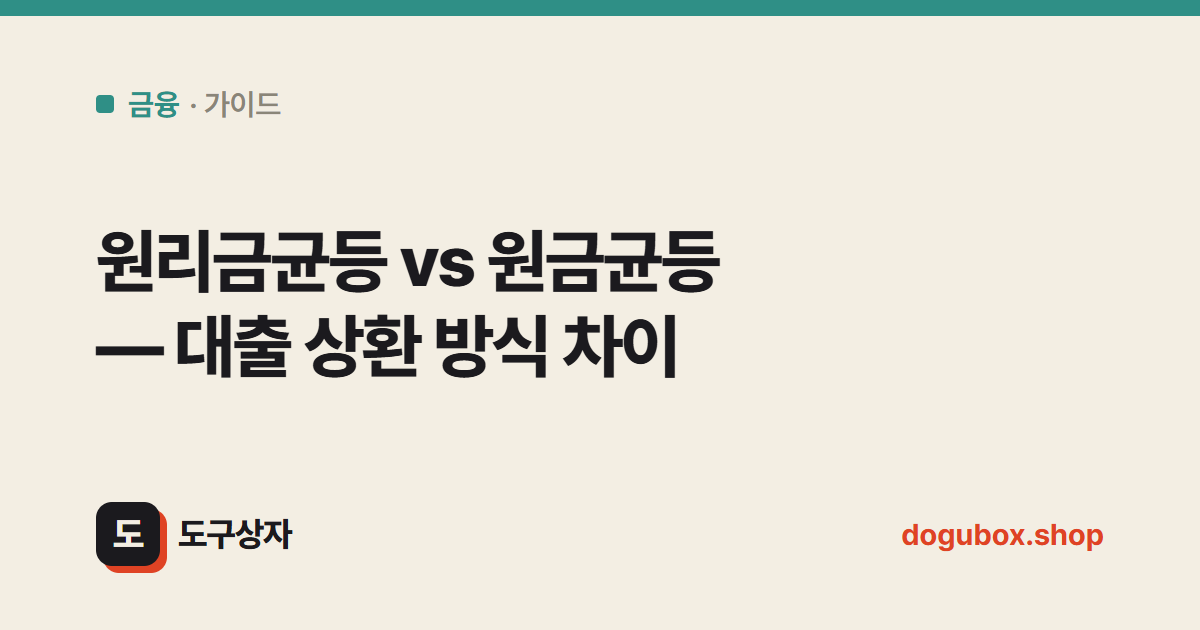 금융 · 가이드
원리금균등 vs 원금균등
— 대출 상환 방식 차이
도 도구상자
dogubox.shop